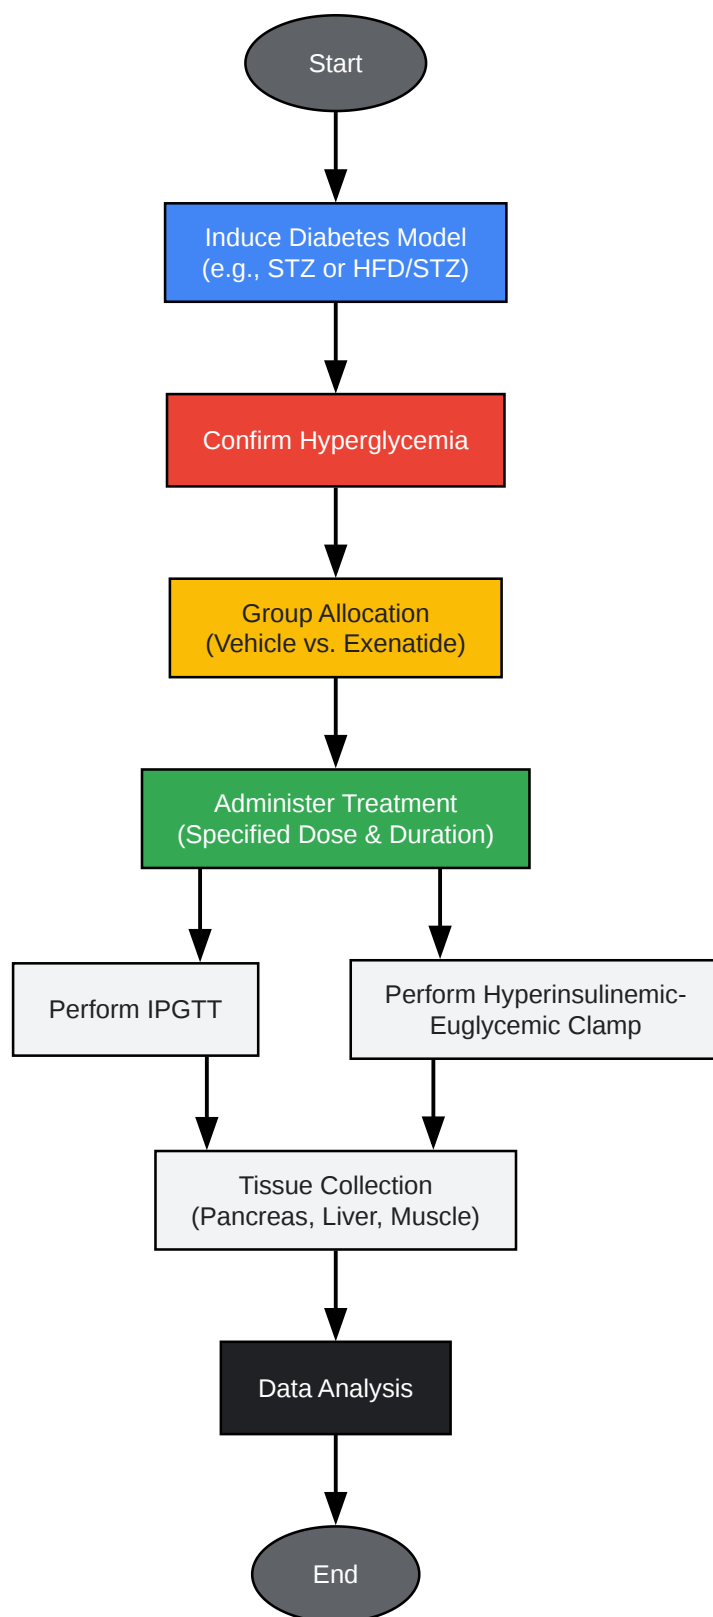 Start
Induce Diabetes Model
(e.g., STZ or HFD/STZ)
Confirm Hyperglycemia
Group Allocation
(Vehicle vs. Exenatide)
Administer Treatment
(Specified Dose & Duration)
Perform IPGTT
Perform Hyperinsulinemic-
Euglycemic Clamp
Tissue Collection
(Pancreas, Liver, Muscle)
Data Analysis
End